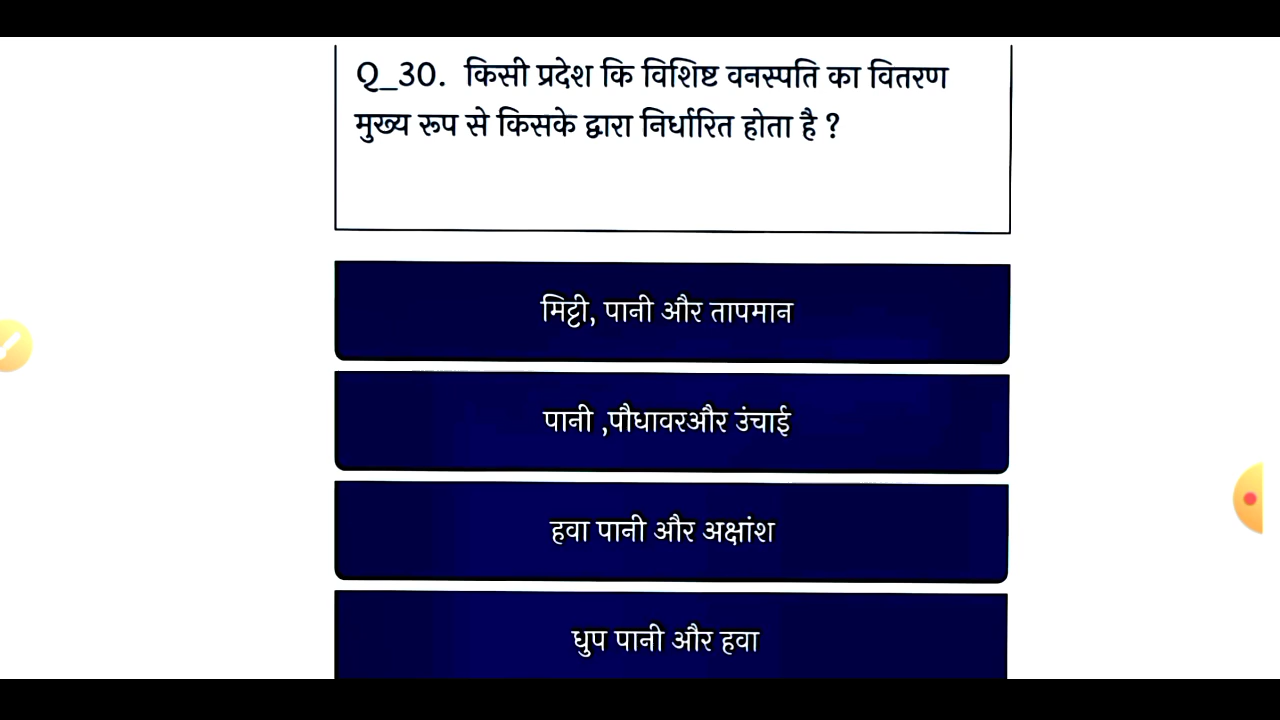 Q_30. किसी प्रदेश कि विशिष्ट वनस्पति का वितरण
मुख्य रूप से किसके द्वारा निर्धारित होता है ?
मिट्टी, पानी और तापमान
पानी ,पौधावरऔर उंचाई
हवा पानी और अक्षांश
धुप पानी और हवा